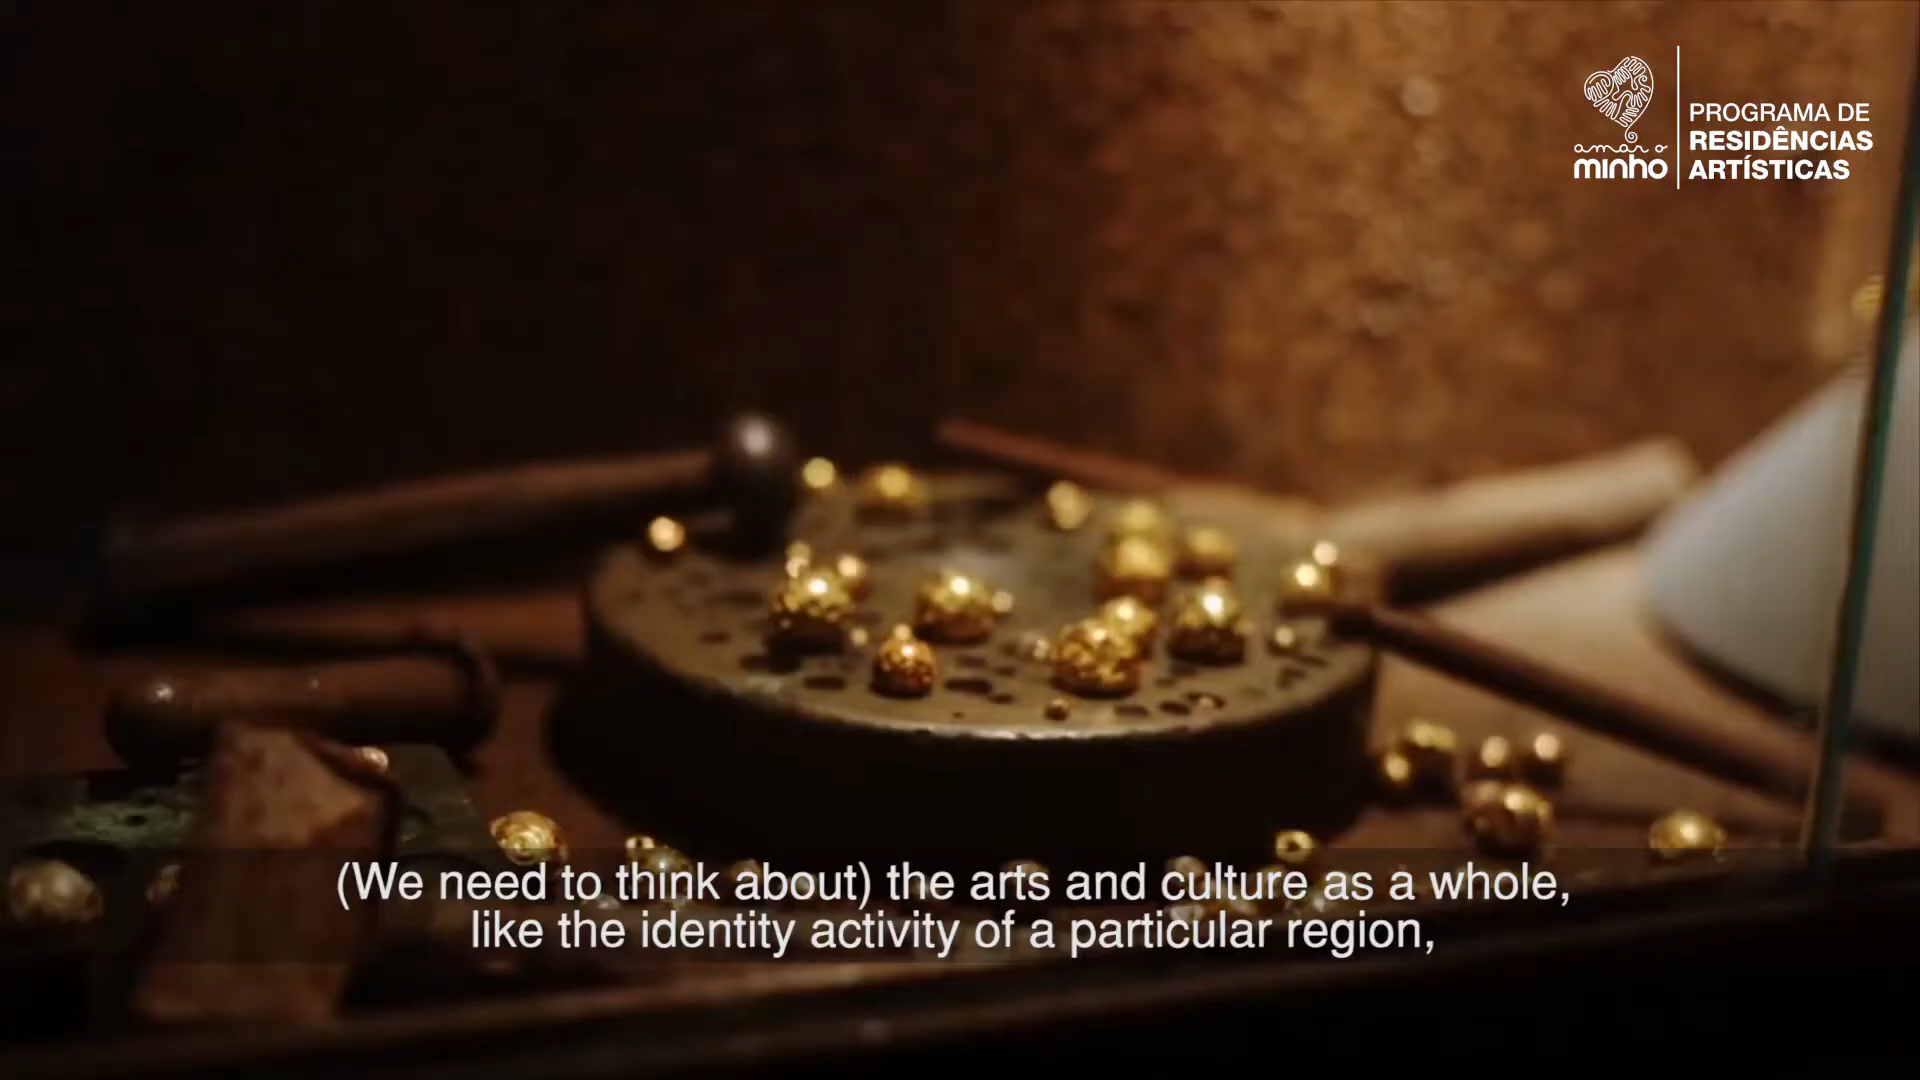 amar o
minho
PROGRAMA DE
RESIDÊNCIAS
ARTÍSTICAS
(We need to think about) the arts and culture as a whole,
like the identity activity of a particular region,